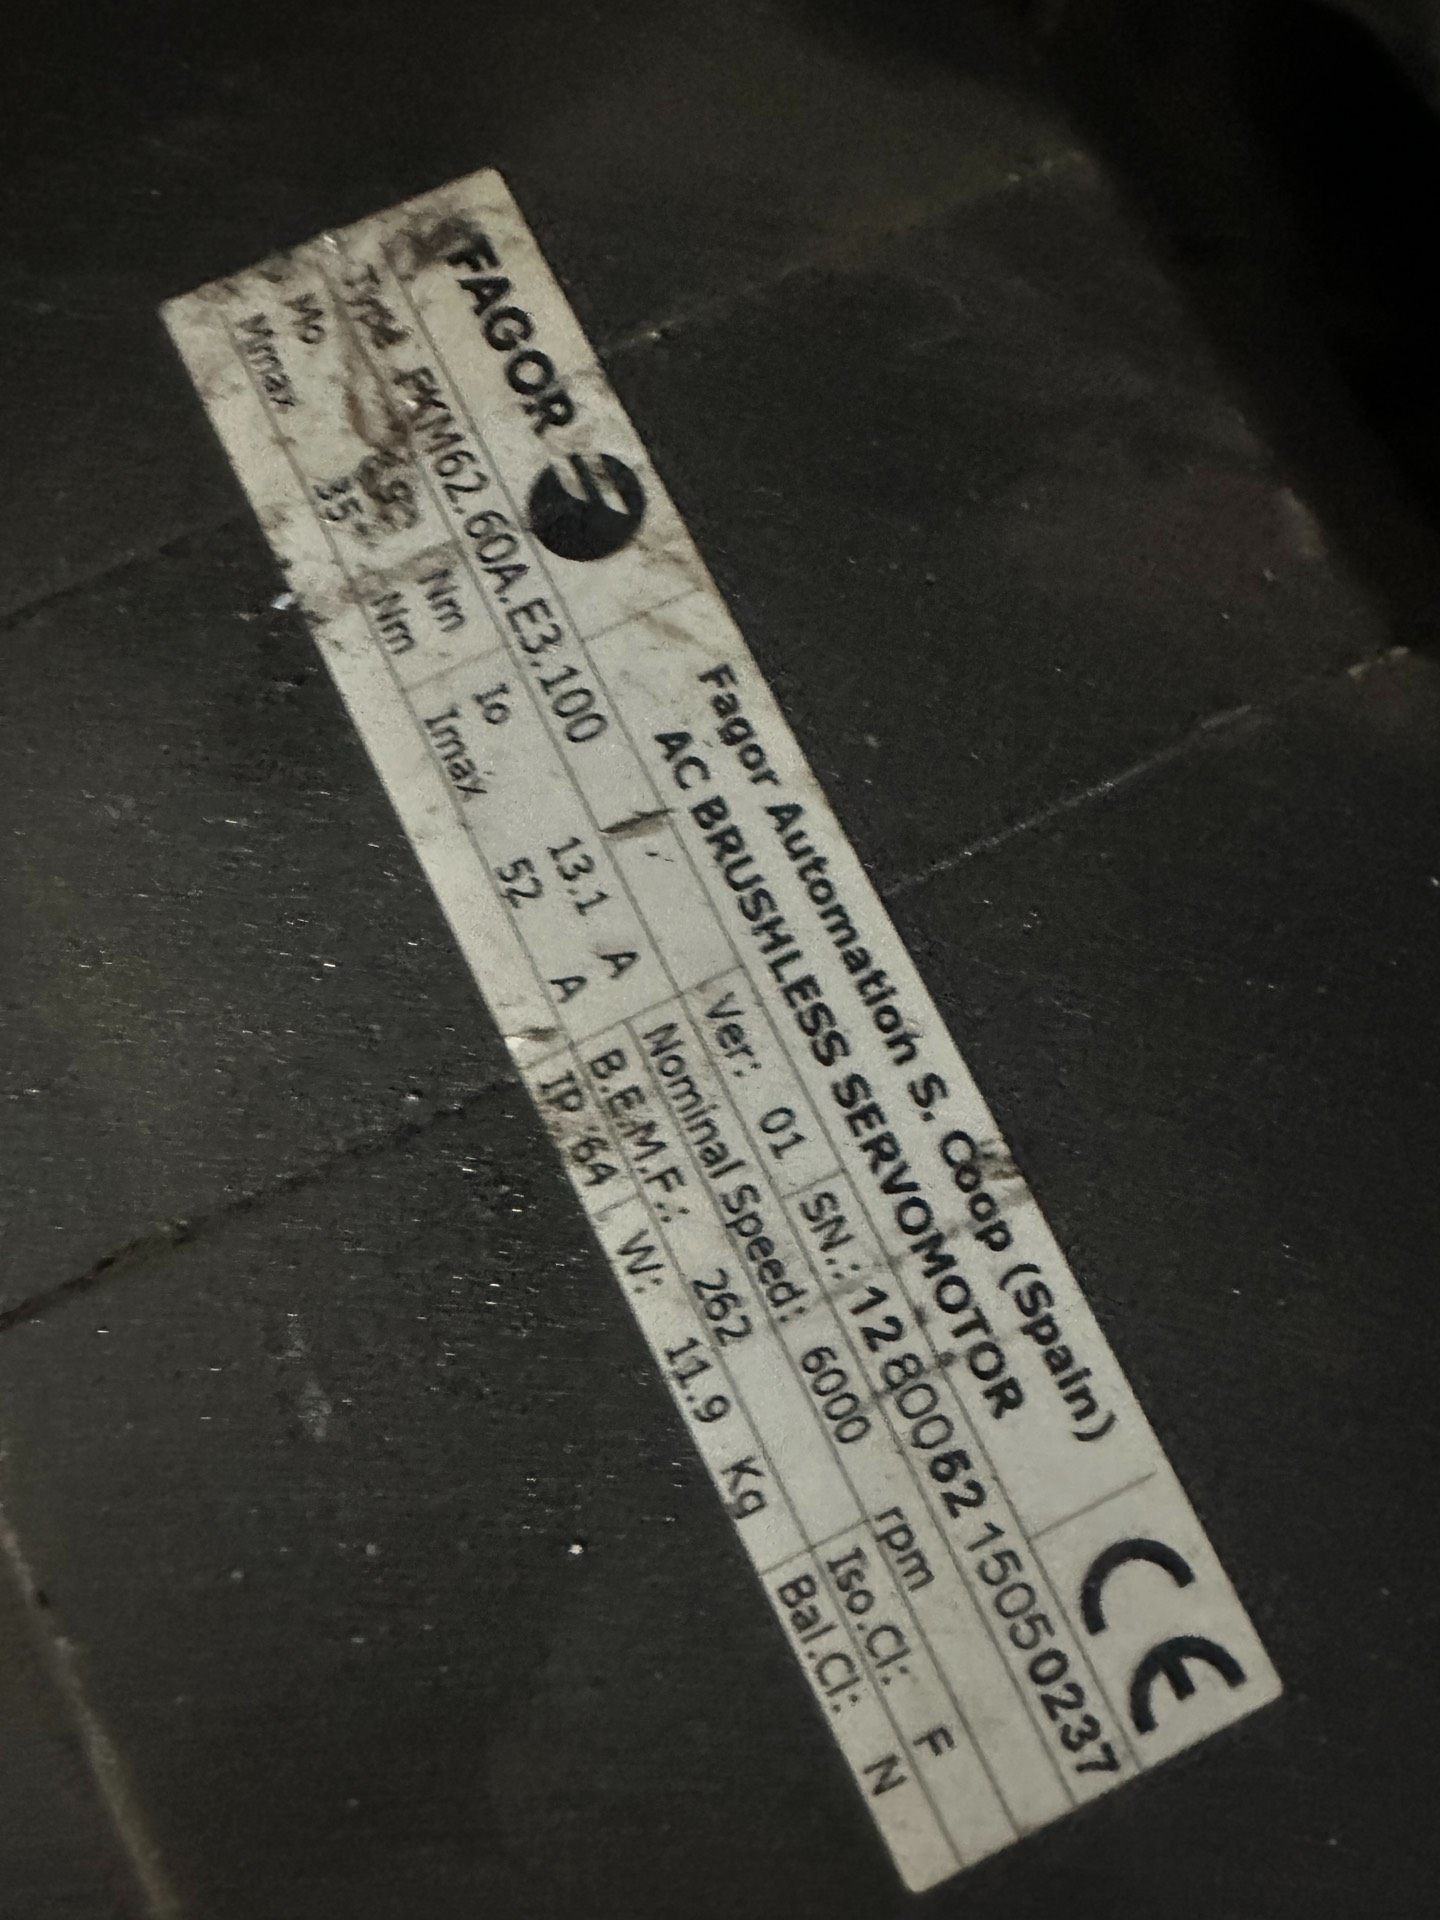 FAGOR
Fagor Automation S. Coop (Spain)
AC BRUSHLESS SERVOMOTOR
CE
Type FKM62.60A.E3.100
Ver: 01
SN.: 128006215050237
Mo Nm
Io 13.1 A
Nominal Speed: 6000 rpm
Iso.Cl: F
Mmax 35 Nm
Imax 52 A
B.E.M.F.: 262
Bal.Cl: N
IP 64
W: 11.9 Kg